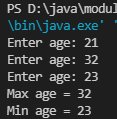 PS D:\java\modul
\bin\java.exe' '
Enter age: 21
Enter age: 32
Enter age: 23
Max age = 32
Min age = 23